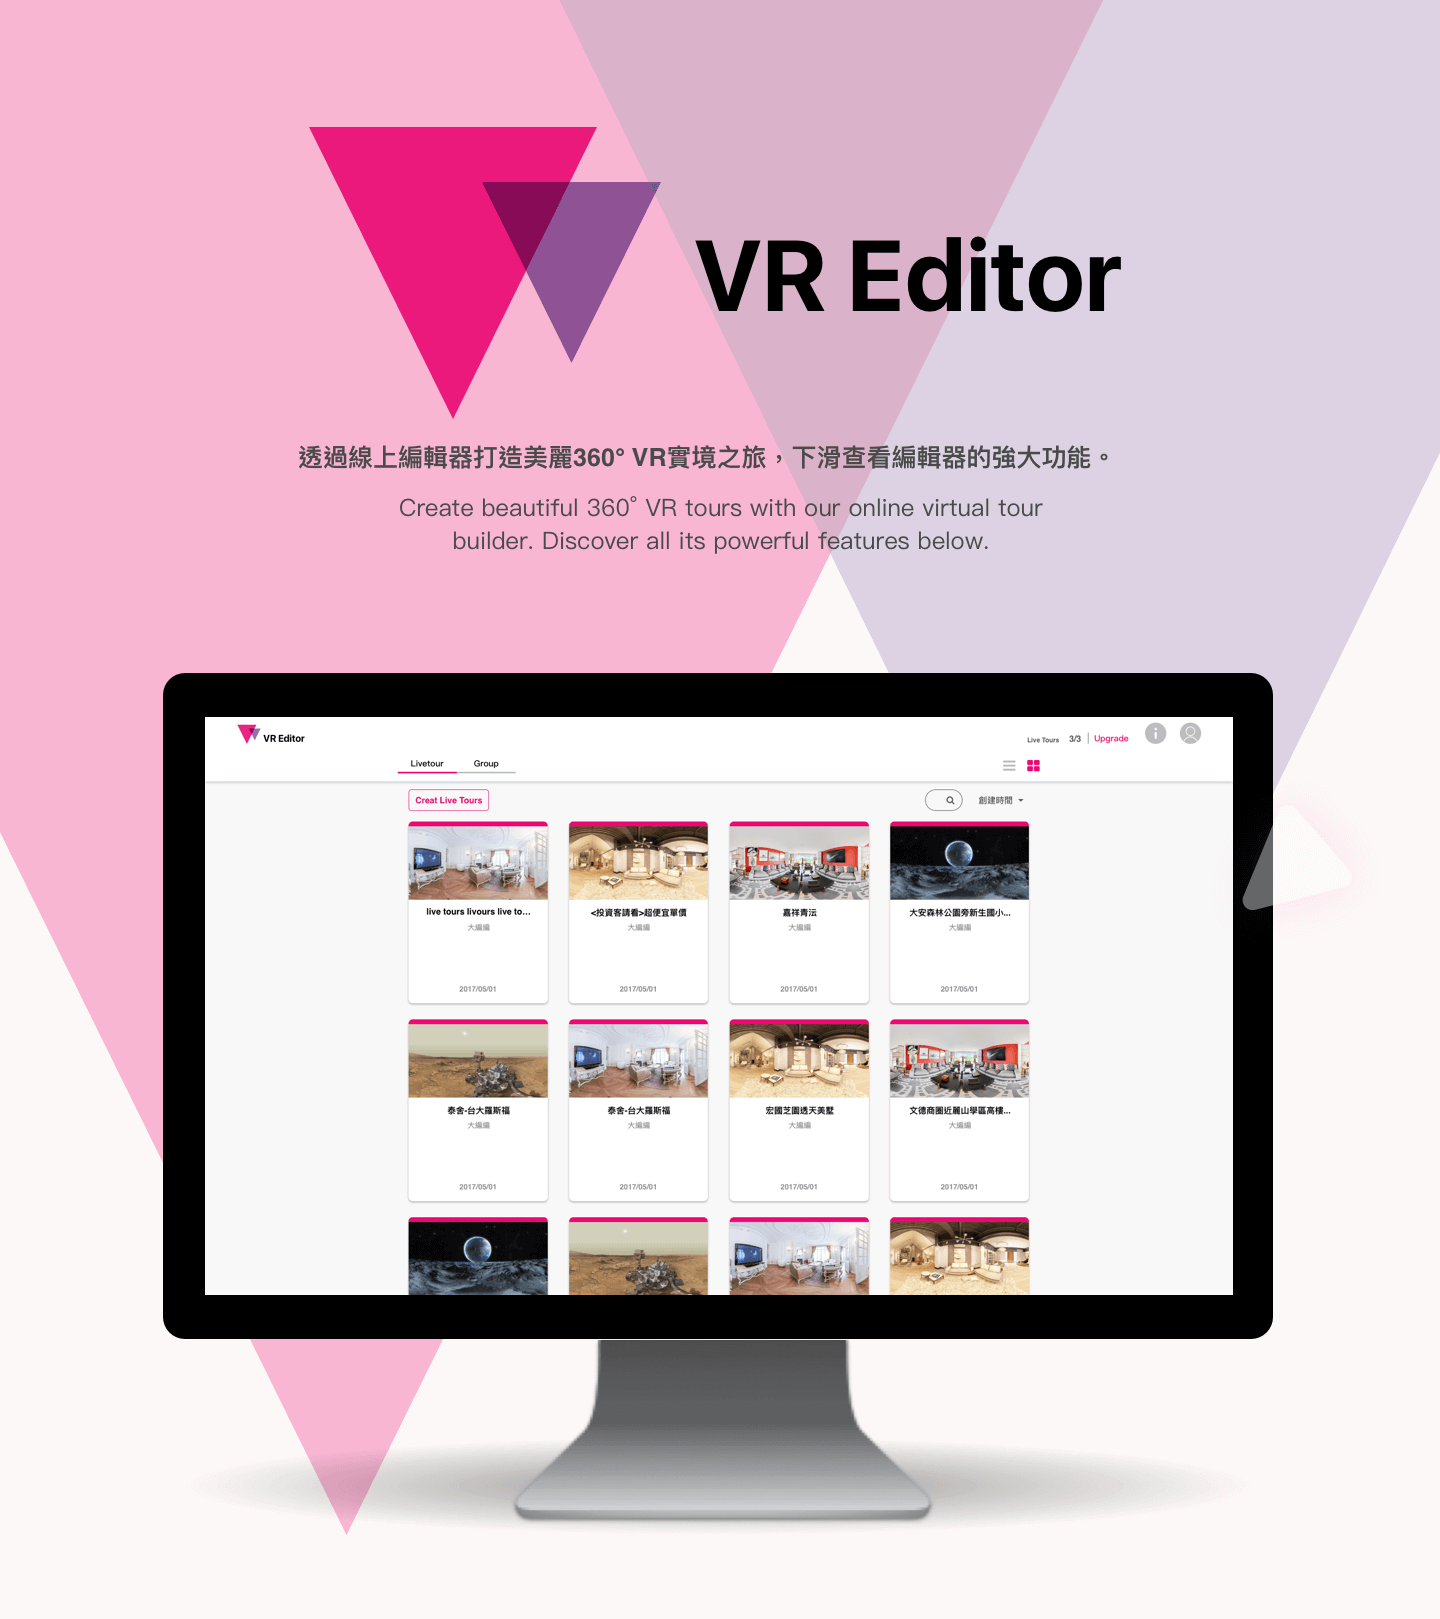 VR Editor
透過線上編輯器打造美麗360° VR實境之旅，下滑查看編輯器的強大功能。
Create beautiful 360° VR tours with our online virtual tour
builder. Discover all its powerful features below.
VR Editor
Live Tours 3/3 | Upgrade
Livetour Group
Creat Live Tours
創建時間
live tours livours live to...
<投資客請看>超便宜單價
嘉祥青沄
大安森林公園旁新生國小...
大編編
大編編
大編編
大編編
2017/05/01
2017/05/01
2017/05/01
2017/05/01
泰舍-台大羅斯福
泰舍-台大羅斯福
宏國芝園透天美墅
文德商圈近麗山學區高樓...
大編編
大編編
大編編
大編編
2017/05/01
2017/05/01
2017/05/01
2017/05/01